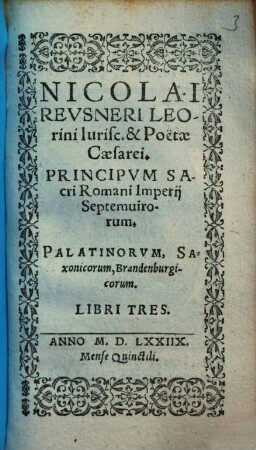 3
NICOLAI
REVSNERI LEO-
rini Iurisc. & Poëtæ
Cæsarei.
PRINCIPVM SA-
cri Romani Imperij
Septemuiro-
rum.
PALATINORVM, SA-
xonicorum, Brandenburgi-
corum.
LIBRI TRES.
ANNO M. D. LXXIIX.
Mense Quinctili.